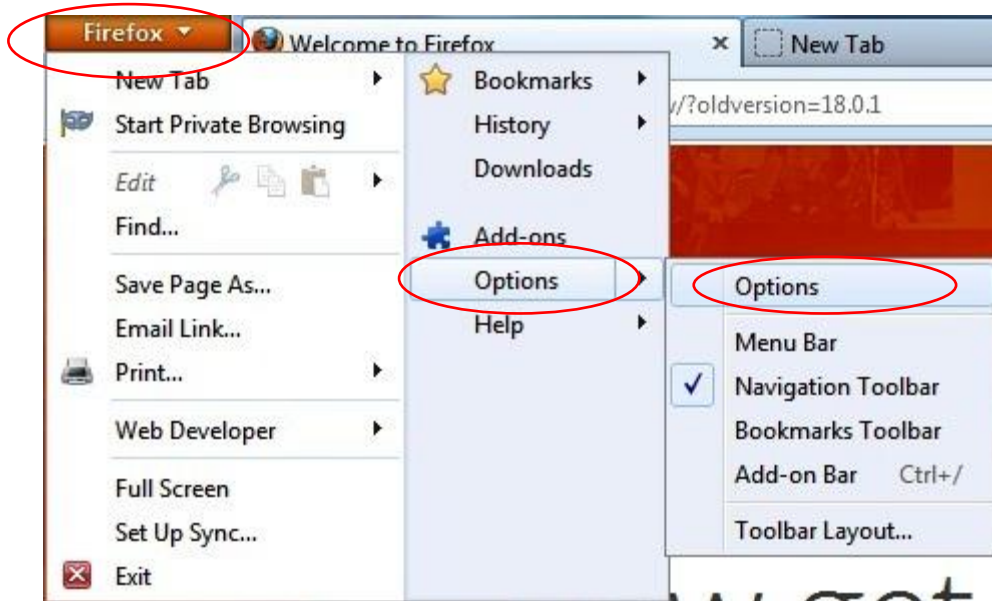 Firefox
Welcome to Firefox
New Tab
New Tab
Start Private Browsing
Edit
Find...
Save Page As...
Email Link...
Print...
Web Developer
Full Screen
Set Up Sync...
Exit
Bookmarks
History
Downloads
Add-ons
Options
Help
/?oldversion=18.0.1
Options
Menu Bar
Navigation Toolbar
Bookmarks Toolbar
Add-on Bar Ctrl+/
Toolbar Layout...